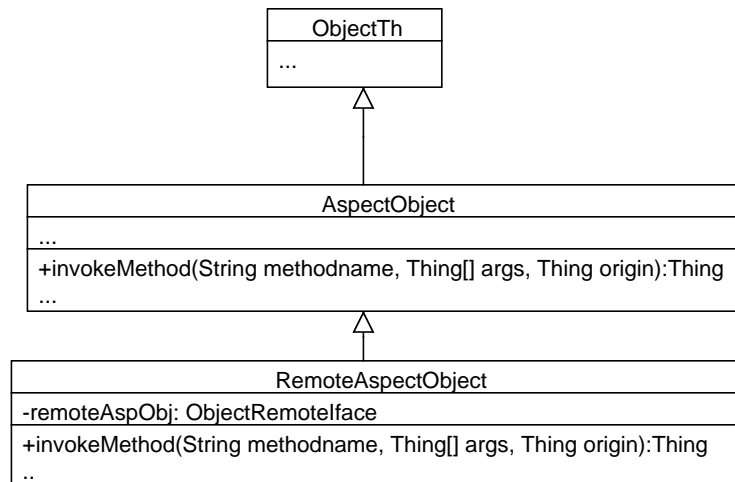 ObjectTh
...
AspectObject
...
+invokeMethod(String methodname, Thing[] args, Thing origin):Thing
...
RemoteAspectObject
-remoteAspObj: ObjectRemoteIface
+invokeMethod(String methodname, Thing[] args, Thing origin):Thing
..